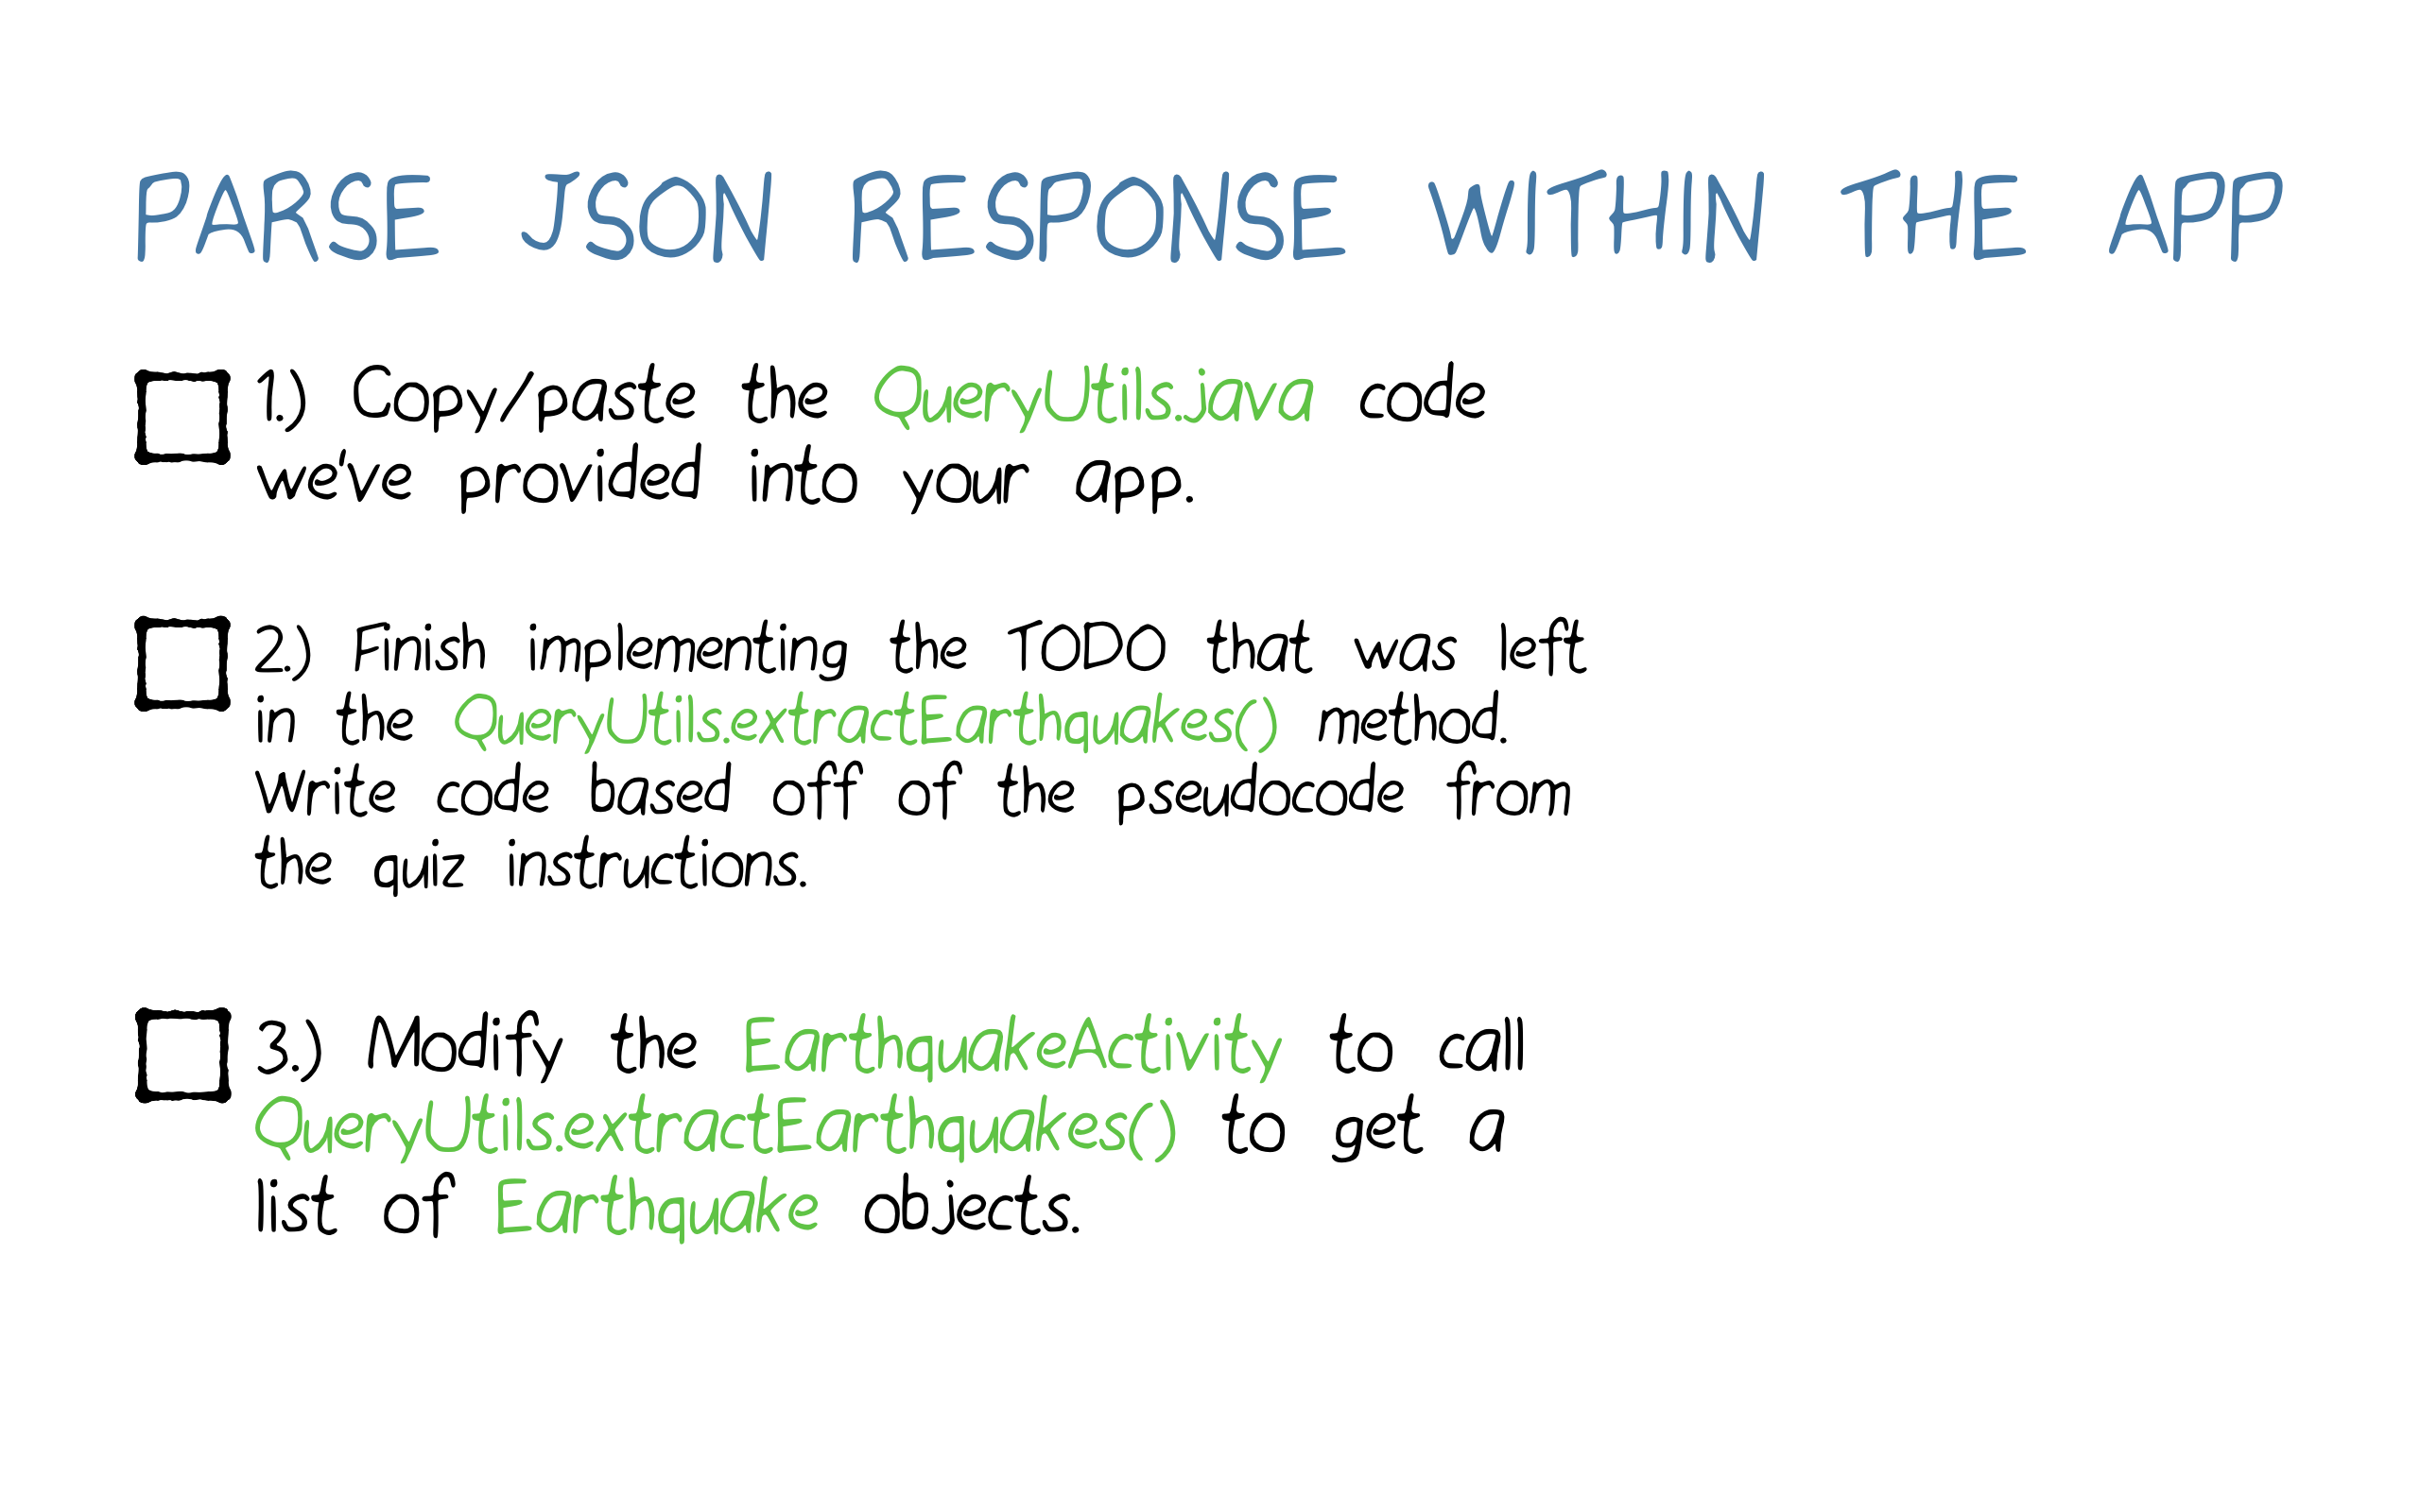 PARSE JSON RESPONSE WITHIN THE APP
1.) Copy/paste the QueryUtils.java code
we've provided into your app.
2.) Finish implementing the TODO that was left
in the QueryUtils.extractEarthquakes() method.
Write code based off of the pseudocode from
the quiz instructions.
3.) Modify the EarthquakeActivity to call
QueryUtils.extractEarthquakes() to get a
list of Earthquake objects.